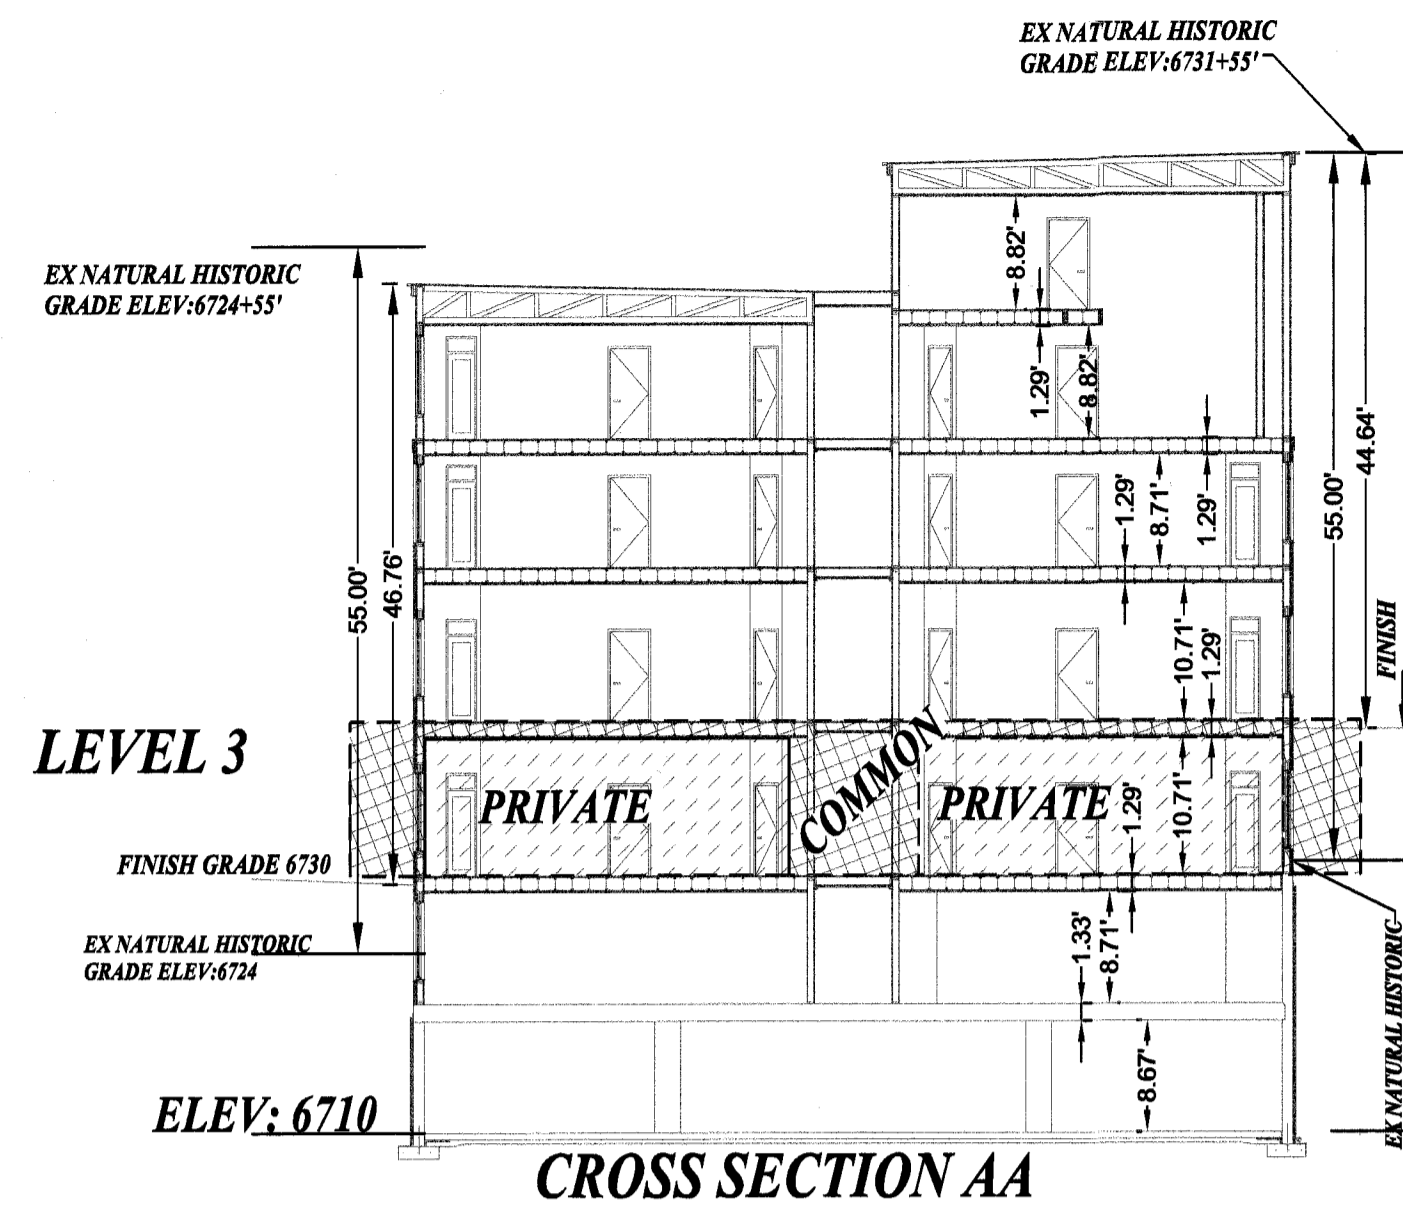 EX NATURAL HISTORIC
GRADE ELEV:6731+55'
EX NATURAL HISTORIC
GRADE ELEV:6724+55'
8.82'
1.29'
8.82'
44.64'
55.00'
1.29'
8.71'
1.29'
55.00'
46.76'
10.71'
1.29'
FINISH
LEVEL 3
PRIVATE
COMMON
PRIVATE
1.29'
10.71'
FINISH GRADE 6730
EX NATURAL HISTORIC
GRADE ELEV:6724
1.33'
8.71'
EX NATURAL HISTORIC
8.67'
ELEV: 6710
CROSS SECTION AA